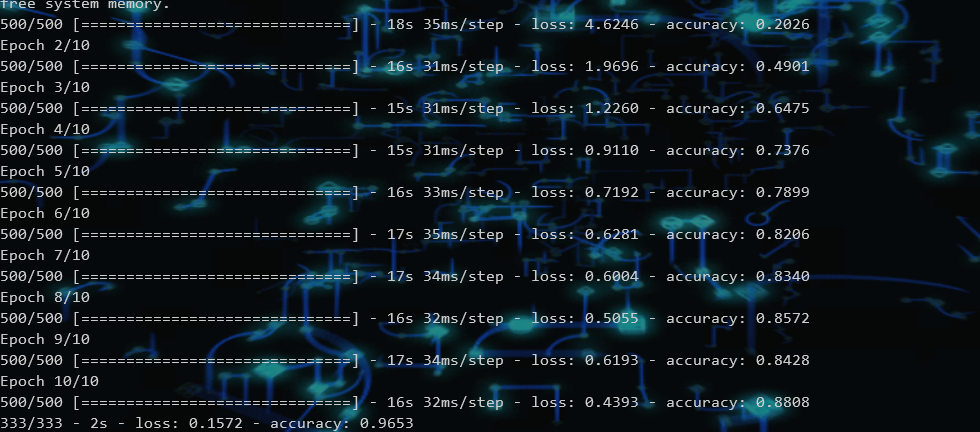 free system memory.
500/500 [==============================] - 18s 35ms/step - loss: 4.6246 - accuracy: 0.2026
Epoch 2/10
500/500 [==============================] - 16s 31ms/step - loss: 1.9696 - accuracy: 0.4901
Epoch 3/10
500/500 [==============================] - 15s 31ms/step - loss: 1.2260 - accuracy: 0.6475
Epoch 4/10
500/500 [==============================] - 15s 31ms/step - loss: 0.9110 - accuracy: 0.7376
Epoch 5/10
500/500 [==============================] - 16s 33ms/step - loss: 0.7192 - accuracy: 0.7899
Epoch 6/10
500/500 [==============================] - 17s 35ms/step - loss: 0.6281 - accuracy: 0.8206
Epoch 7/10
500/500 [==============================] - 17s 34ms/step - loss: 0.6004 - accuracy: 0.8340
Epoch 8/10
500/500 [==============================] - 16s 32ms/step - loss: 0.5055 - accuracy: 0.8572
Epoch 9/10
500/500 [==============================] - 17s 34ms/step - loss: 0.6193 - accuracy: 0.8428
Epoch 10/10
500/500 [==============================] - 16s 32ms/step - loss: 0.4393 - accuracy: 0.8808
333/333 - 2s - loss: 0.1572 - accuracy: 0.9653